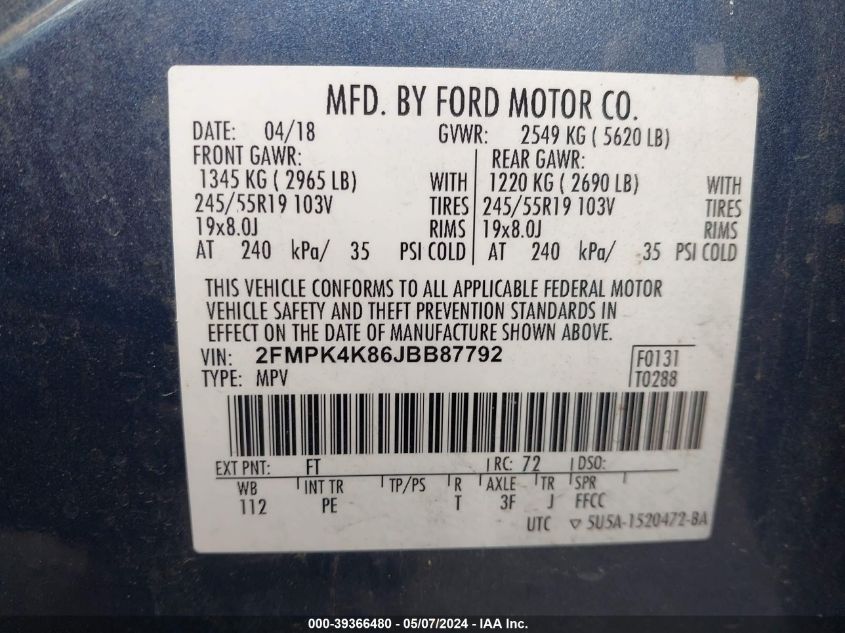 MFD. BY FORD MOTOR CO.
DATE: 04/18 GVWR: 2549 KG ( 5620 LB)
FRONT GAWR: REAR GAWR:
1345 KG ( 2965 LB) WITH 1220 KG ( 2690 LB) WITH
245/55R19 103V TIRES 245/55R19 103V TIRES
19x8.0J RIMS 19x8.0J RIMS
AT 240 kPa/ 35 PSI COLD AT 240 kPa/ 35 PSI COLD
THIS VEHICLE CONFORMS TO ALL APPLICABLE FEDERAL MOTOR
VEHICLE SAFETY AND THEFT PREVENTION STANDARDS IN
EFFECT ON THE DATE OF MANUFACTURE SHOWN ABOVE.
VIN: 2FMPK4K86JBB87792 F0131
TYPE: MPV T0288
EXT PNT: FT RC: 72 DSO:
WB INT TR TP/PS R AXLE TR SPR
112 PE T 3F J FFCC
UTC ▽ 5U5A-1520472-BA
000-39366480 - 05/07/2024 - IAA Inc.